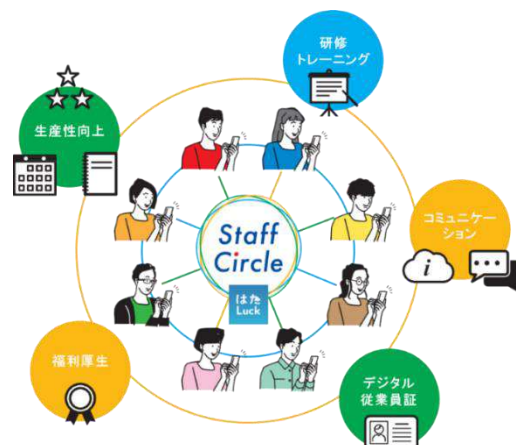 研修
トレーニング
生産性向上
コミュニケー
ション
Staff
Circle
はた
Luck
i
福利厚生
デジタル
従業員証